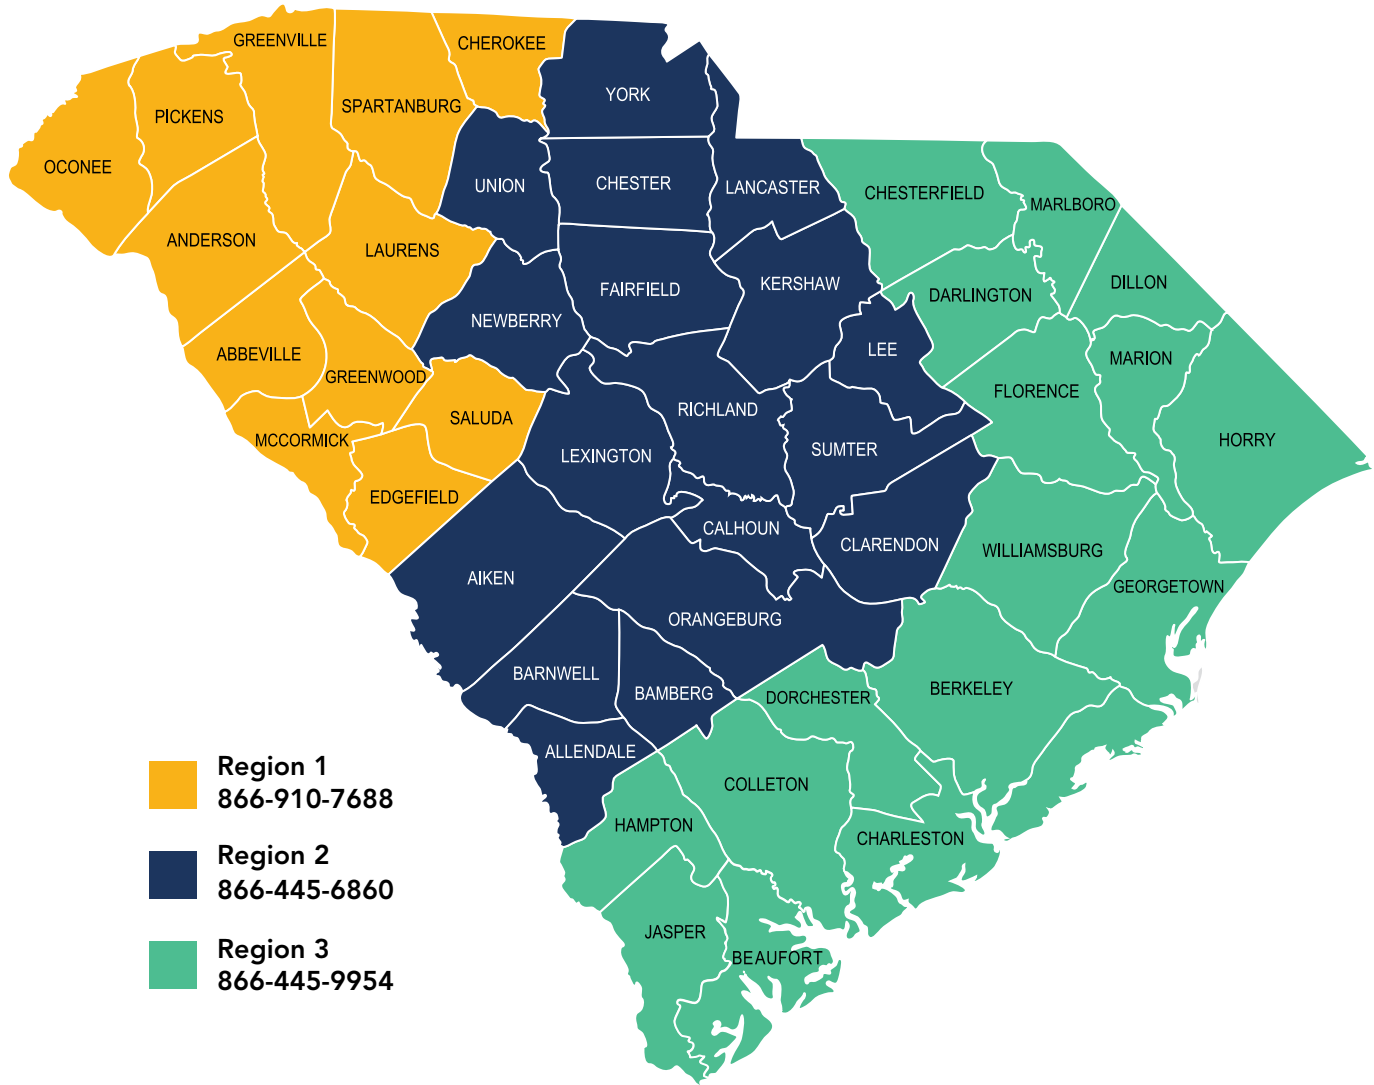 GREENVILLE
CHEROKEE
SPARTANBURG
YORK
PICKENS
OCONEE
UNION
CHESTER
LANCASTER
CHESTERFIELD
MARLBORO
ANDERSON
LAURENS
FAIRFIELD
KERSHAW
DARLINGTON
DILLON
NEWBERRY
ABBEVILLE
LEE
MARION
GREENWOOD
FLORENCE
SALUDA
RICHLAND
MCCORMICK
HORRY
LEXINGTON
SUMTER
EDGEFIELD
CALHOUN
CLARENDON
WILLIAMSBURG
AIKEN
GEORGETOWN
ORANGEBURG
BARNWELL
BAMBERG
DORCHESTER
BERKELEY
ALLENDALE
COLLETON
HAMPTON
CHARLESTON
JASPER
BEAUFORT
Region 1
866-910-7688
Region 2
866-445-6860
Region 3
866-445-9954